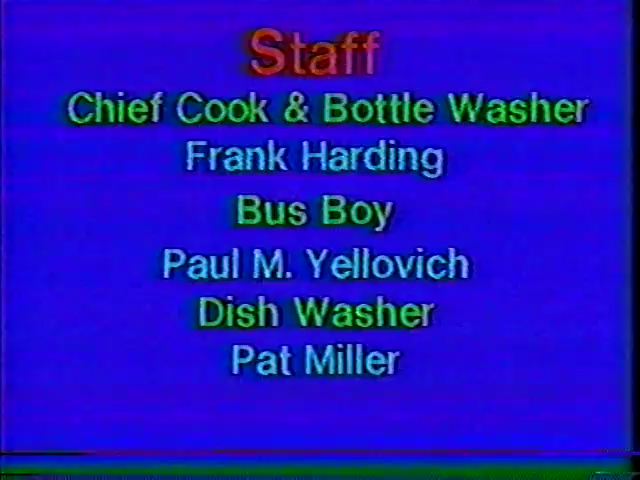 Staff
Chief Cook & Bottle Washer
Frank Harding
Bus Boy
Paul M. Yellovich
Dish Washer
Pat Miller